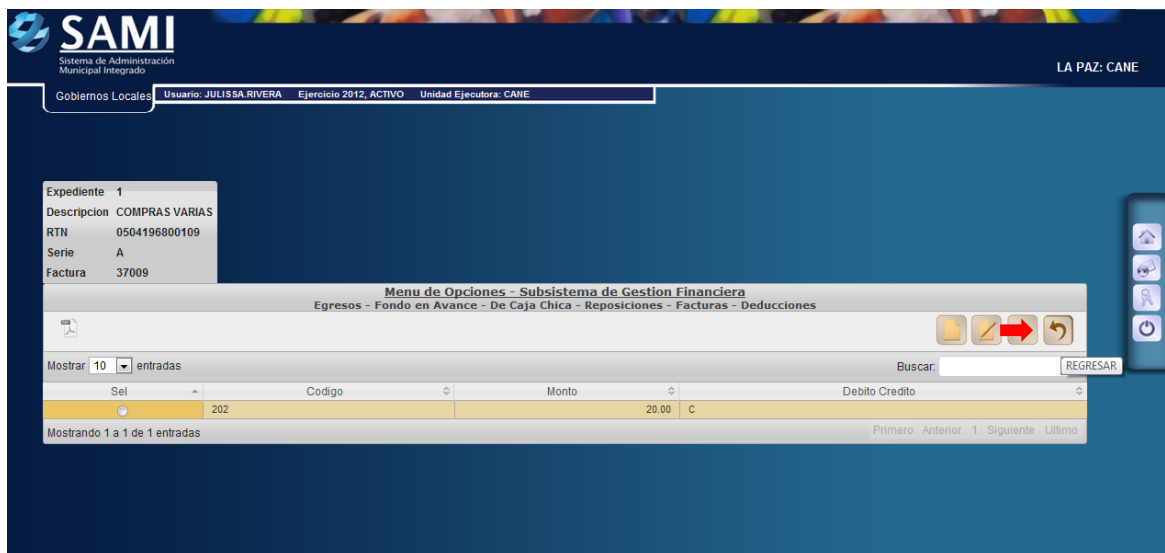 SAMI
Sistema de Administración
Municipal Integrado
LA PAZ: CANE
Gobiernos Locales
Usuario: JULISSA.RIVERA Ejercicio 2012, ACTIVO Unidad Ejecutora: CANE
Expediente 1
Descripcion COMPRAS VARIAS
RTN 0504196800109
Serie A
Factura 37009
Menu de Opciones - Subsistema de Gestion Financiera
Egresos - Fondo en Avance - De Caja Chica - Reposiciones - Facturas - Deducciones
Mostrar 10 entradas
Buscar:
REGRESAR
Sel Codigo Monto Debito Credito
202 20.00 C
Mostrando 1 a 1 de 1 entradas
Primero Anterior 1 Siguiente Ultimo